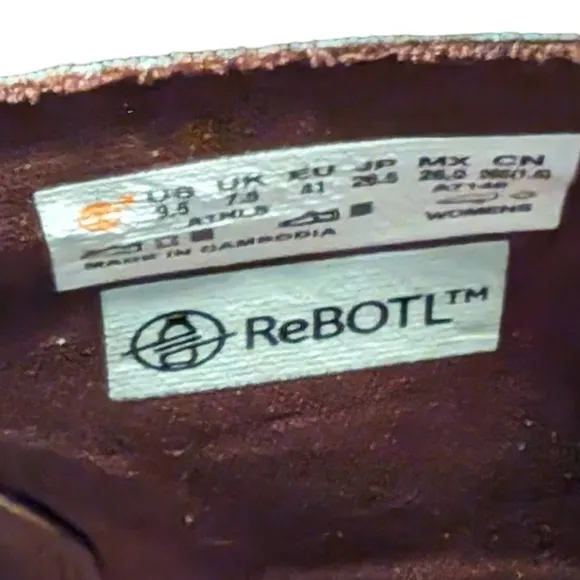 US UK EU JP MX CN
9.5 7.5 41 26.5 26.5
WOMENS
MADE IN CAMBODIA
ReBOTL™